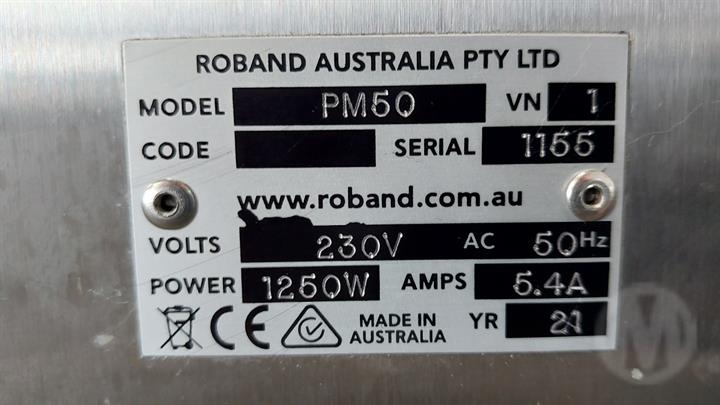 ROBAND AUSTRALIA PTY LTD
MODEL PM50 VN 1
CODE SERIAL 1155
www.roband.com.au
VOLTS 230V AC 50Hz
POWER 1250W AMPS 5.4A
CE MADE IN AUSTRALIA YR 21
M